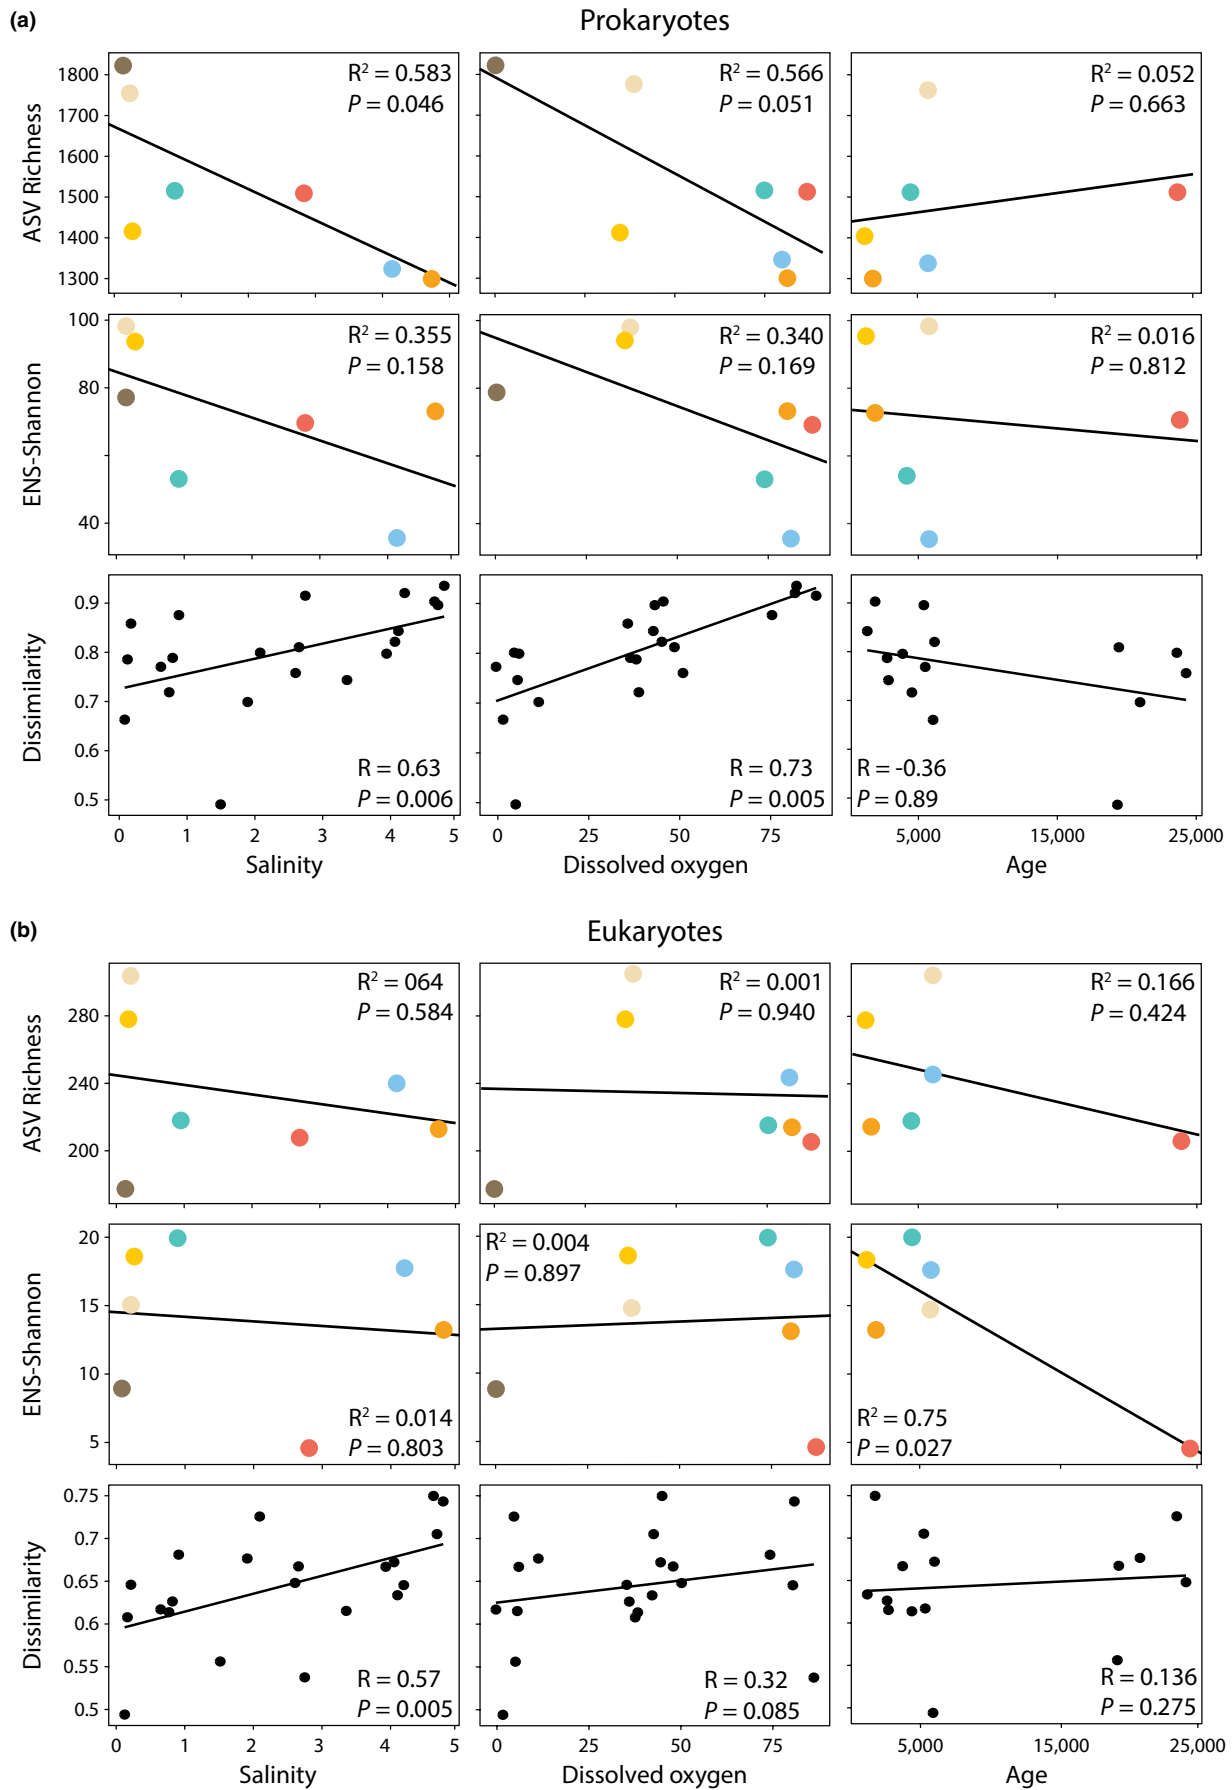 (a)
Prokaryotes
ASV Richness
1800
1700
1600
1500
1400
1300
R² = 0.583
P = 0.046
R² = 0.566
P = 0.051
R² = 0.052
P = 0.663
ENS-Shannon
100
80
40
R² = 0.355
P = 0.158
R² = 0.340
P = 0.169
R² = 0.016
P = 0.812
Dissimilarity
0.9
0.8
0.7
0.6
0.5
R = 0.63
P = 0.006
R = 0.73
P = 0.005
R = -0.36
P = 0.89
0 1 2 3 4 5
0 25 50 75
5,000 15,000 25,000
Salinity
Dissolved oxygen
Age
(b)
Eukaryotes
ASV Richness
280
240
200
R² = 064
P = 0.584
R² = 0.001
P = 0.940
R² = 0.166
P = 0.424
ENS-Shannon
20
15
10
5
R² = 0.014
P = 0.803
R² = 0.004
P = 0.897
R² = 0.75
P = 0.027
Dissimilarity
0.75
0.7
0.65
0.6
0.55
0.5
R = 0.57
P = 0.005
R = 0.32
P = 0.085
R = 0.136
P = 0.275
0 1 2 3 4 5
0 25 50 75
5,000 15,000 25,000
Salinity
Dissolved oxygen
Age